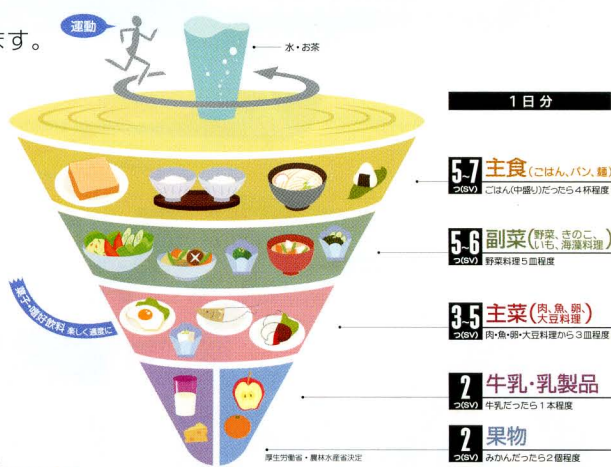 ます。
運動
水・お茶
1日分
5~7
つ(SV)
主食(ごはん、パン、麺)
ごはん(中盛り)だったら4杯程度
5~6
つ(SV)
副菜(野菜、きのこ、
いも、海藻料理)
野菜料理5皿程度
菓子・嗜好飲料 楽しく適度に
3~5
つ(SV)
主菜(肉、魚、卵、
大豆料理)
肉・魚・卵・大豆料理から3皿程度
2
つ(SV)
牛乳・乳製品
牛乳だったら1本程度
2
つ(SV)
果物
みかんだったら2個程度
厚生労働省・農林水産省決定